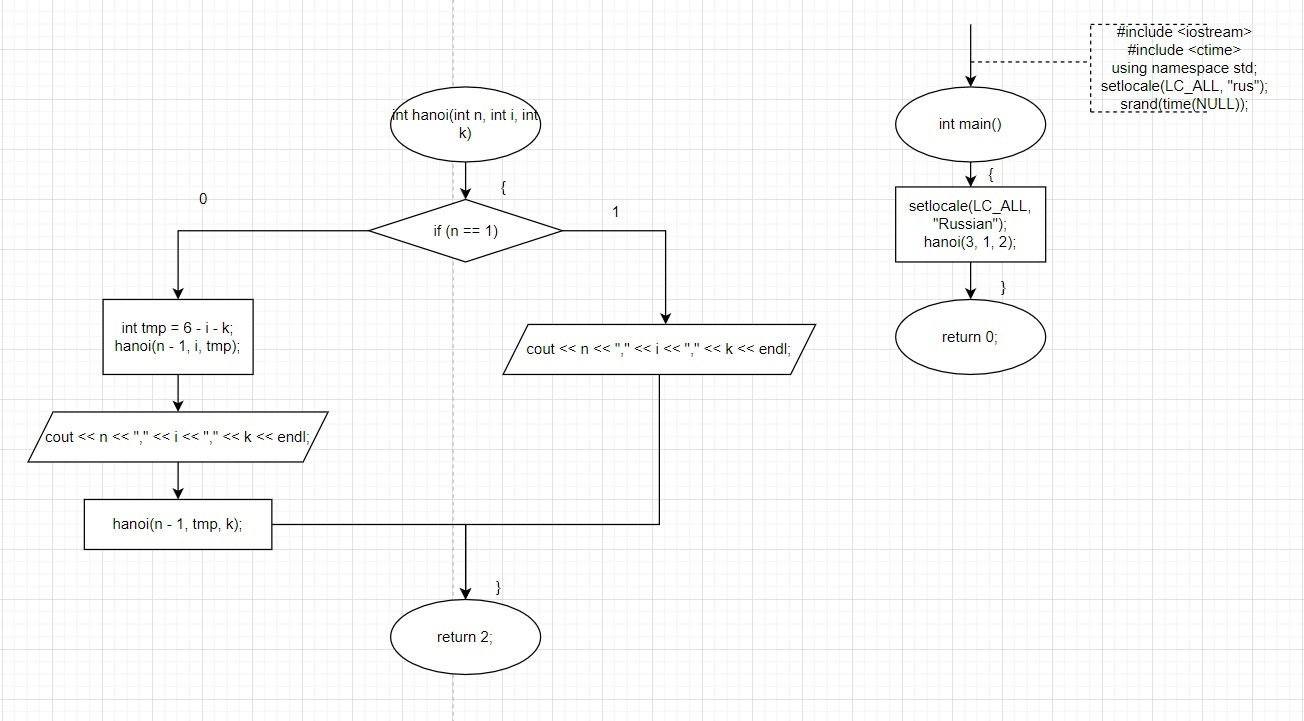 int hanoi(int n, int i, int
k)
{
0
1
if (n == 1)
int tmp = 6 - i - k;
hanoi(n - 1, i, tmp);
cout << n << "," << i << "," << k << endl;
cout << n << "," << i << "," << k << endl;
hanoi(n - 1, tmp, k);
}
return 2;
#include <iostream>
#include <ctime>
using namespace std;
setlocale(LC_ALL, "rus");
srand(time(NULL));
int main()
{
setlocale(LC_ALL,
"Russian");
hanoi(3, 1, 2);
}
return 0;